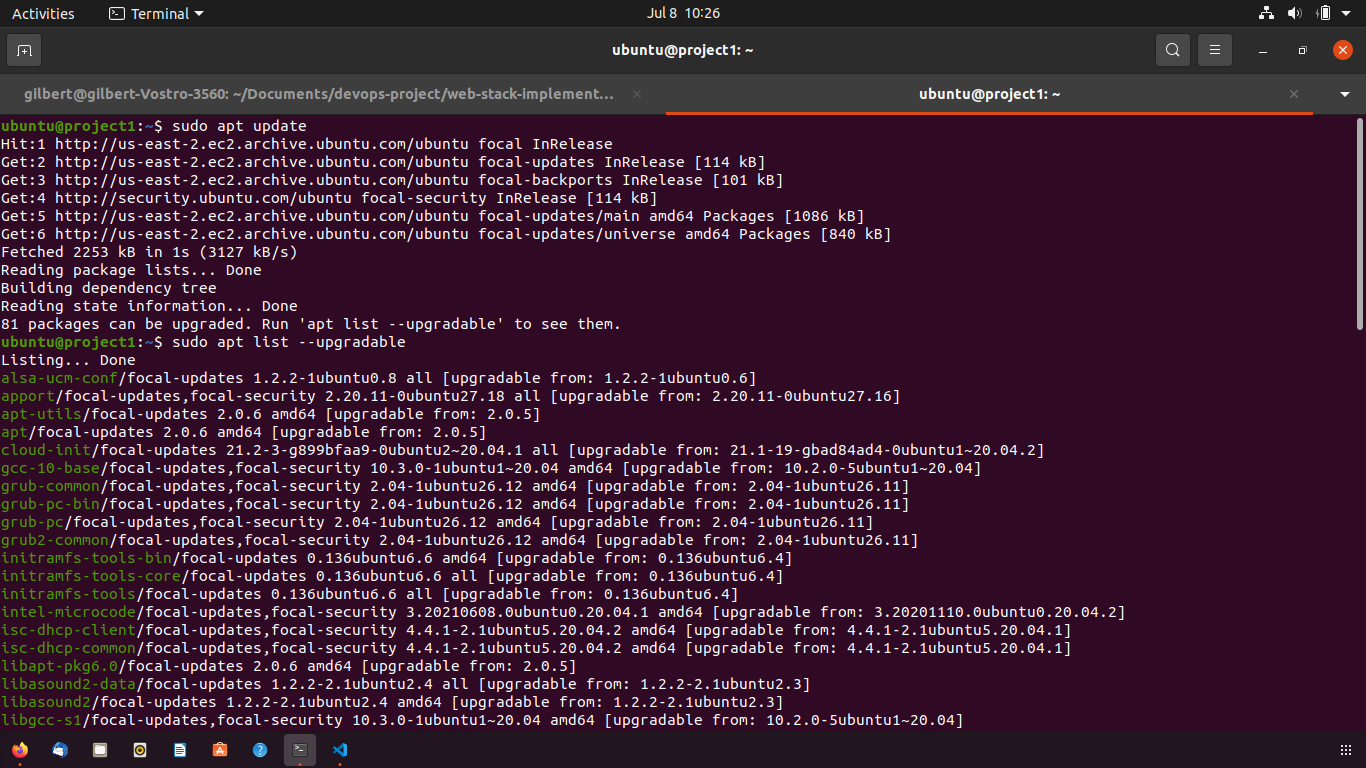 Activities Terminal Jul 8 10:26
ubuntu@project1: ~
gilbert@gilbert-Vostro-3560: ~/Documents/devops-project/web-stack-implement... ubuntu@project1: ~
ubuntu@project1:~$ sudo apt update
Hit:1 http://us-east-2.ec2.archive.ubuntu.com/ubuntu focal InRelease
Get:2 http://us-east-2.ec2.archive.ubuntu.com/ubuntu focal-updates InRelease [114 kB]
Get:3 http://us-east-2.ec2.archive.ubuntu.com/ubuntu focal-backports InRelease [101 kB]
Get:4 http://security.ubuntu.com/ubuntu focal-security InRelease [114 kB]
Get:5 http://us-east-2.ec2.archive.ubuntu.com/ubuntu focal-updates/main amd64 Packages [1086 kB]
Get:6 http://us-east-2.ec2.archive.ubuntu.com/ubuntu focal-updates/universe amd64 Packages [840 kB]
Fetched 2253 kB in 1s (3127 kB/s)
Reading package lists... Done
Building dependency tree
Reading state information... Done
81 packages can be upgraded. Run 'apt list --upgradable' to see them.
ubuntu@project1:~$ sudo apt list --upgradable
Listing... Done
alsa-ucm-conf/focal-updates 1.2.2-1ubuntu0.8 all [upgradable from: 1.2.2-1ubuntu0.6]
apport/focal-updates,focal-security 2.20.11-0ubuntu27.18 all [upgradable from: 2.20.11-0ubuntu27.16]
apt-utils/focal-updates 2.0.6 amd64 [upgradable from: 2.0.5]
apt/focal-updates 2.0.6 amd64 [upgradable from: 2.0.5]
cloud-init/focal-updates 21.2-3-g899bfaa9-0ubuntu2~20.04.1 all [upgradable from: 21.1-19-gbad84ad4-0ubuntu1~20.04.2]
gcc-10-base/focal-updates,focal-security 10.3.0-1ubuntu1~20.04 amd64 [upgradable from: 10.2.0-5ubuntu1~20.04]
grub-common/focal-updates,focal-security 2.04-1ubuntu26.12 amd64 [upgradable from: 2.04-1ubuntu26.11]
grub-pc-bin/focal-updates,focal-security 2.04-1ubuntu26.12 amd64 [upgradable from: 2.04-1ubuntu26.11]
grub-pc/focal-updates,focal-security 2.04-1ubuntu26.12 amd64 [upgradable from: 2.04-1ubuntu26.11]
grub2-common/focal-updates,focal-security 2.04-1ubuntu26.12 amd64 [upgradable from: 2.04-1ubuntu26.11]
initramfs-tools-bin/focal-updates 0.136ubuntu6.6 amd64 [upgradable from: 0.136ubuntu6.4]
initramfs-tools-core/focal-updates 0.136ubuntu6.6 all [upgradable from: 0.136ubuntu6.4]
initramfs-tools/focal-updates 0.136ubuntu6.6 all [upgradable from: 0.136ubuntu6.4]
intel-microcode/focal-updates,focal-security 3.20210608.0ubuntu0.20.04.1 amd64 [upgradable from: 3.20201110.0ubuntu0.20.04.2]
isc-dhcp-client/focal-updates,focal-security 4.4.1-2.1ubuntu5.20.04.2 amd64 [upgradable from: 4.4.1-2.1ubuntu5.20.04.1]
isc-dhcp-common/focal-updates,focal-security 4.4.1-2.1ubuntu5.20.04.2 amd64 [upgradable from: 4.4.1-2.1ubuntu5.20.04.1]
libapt-pkg6.0/focal-updates 2.0.6 amd64 [upgradable from: 2.0.5]
libasound2-data/focal-updates 1.2.2-2.1ubuntu2.4 all [upgradable from: 1.2.2-2.1ubuntu2.3]
libasound2/focal-updates 1.2.2-2.1ubuntu2.4 amd64 [upgradable from: 1.2.2-2.1ubuntu2.3]
libgcc-s1/focal-updates,focal-security 10.3.0-1ubuntu1~20.04 amd64 [upgradable from: 10.2.0-5ubuntu1~20.04]